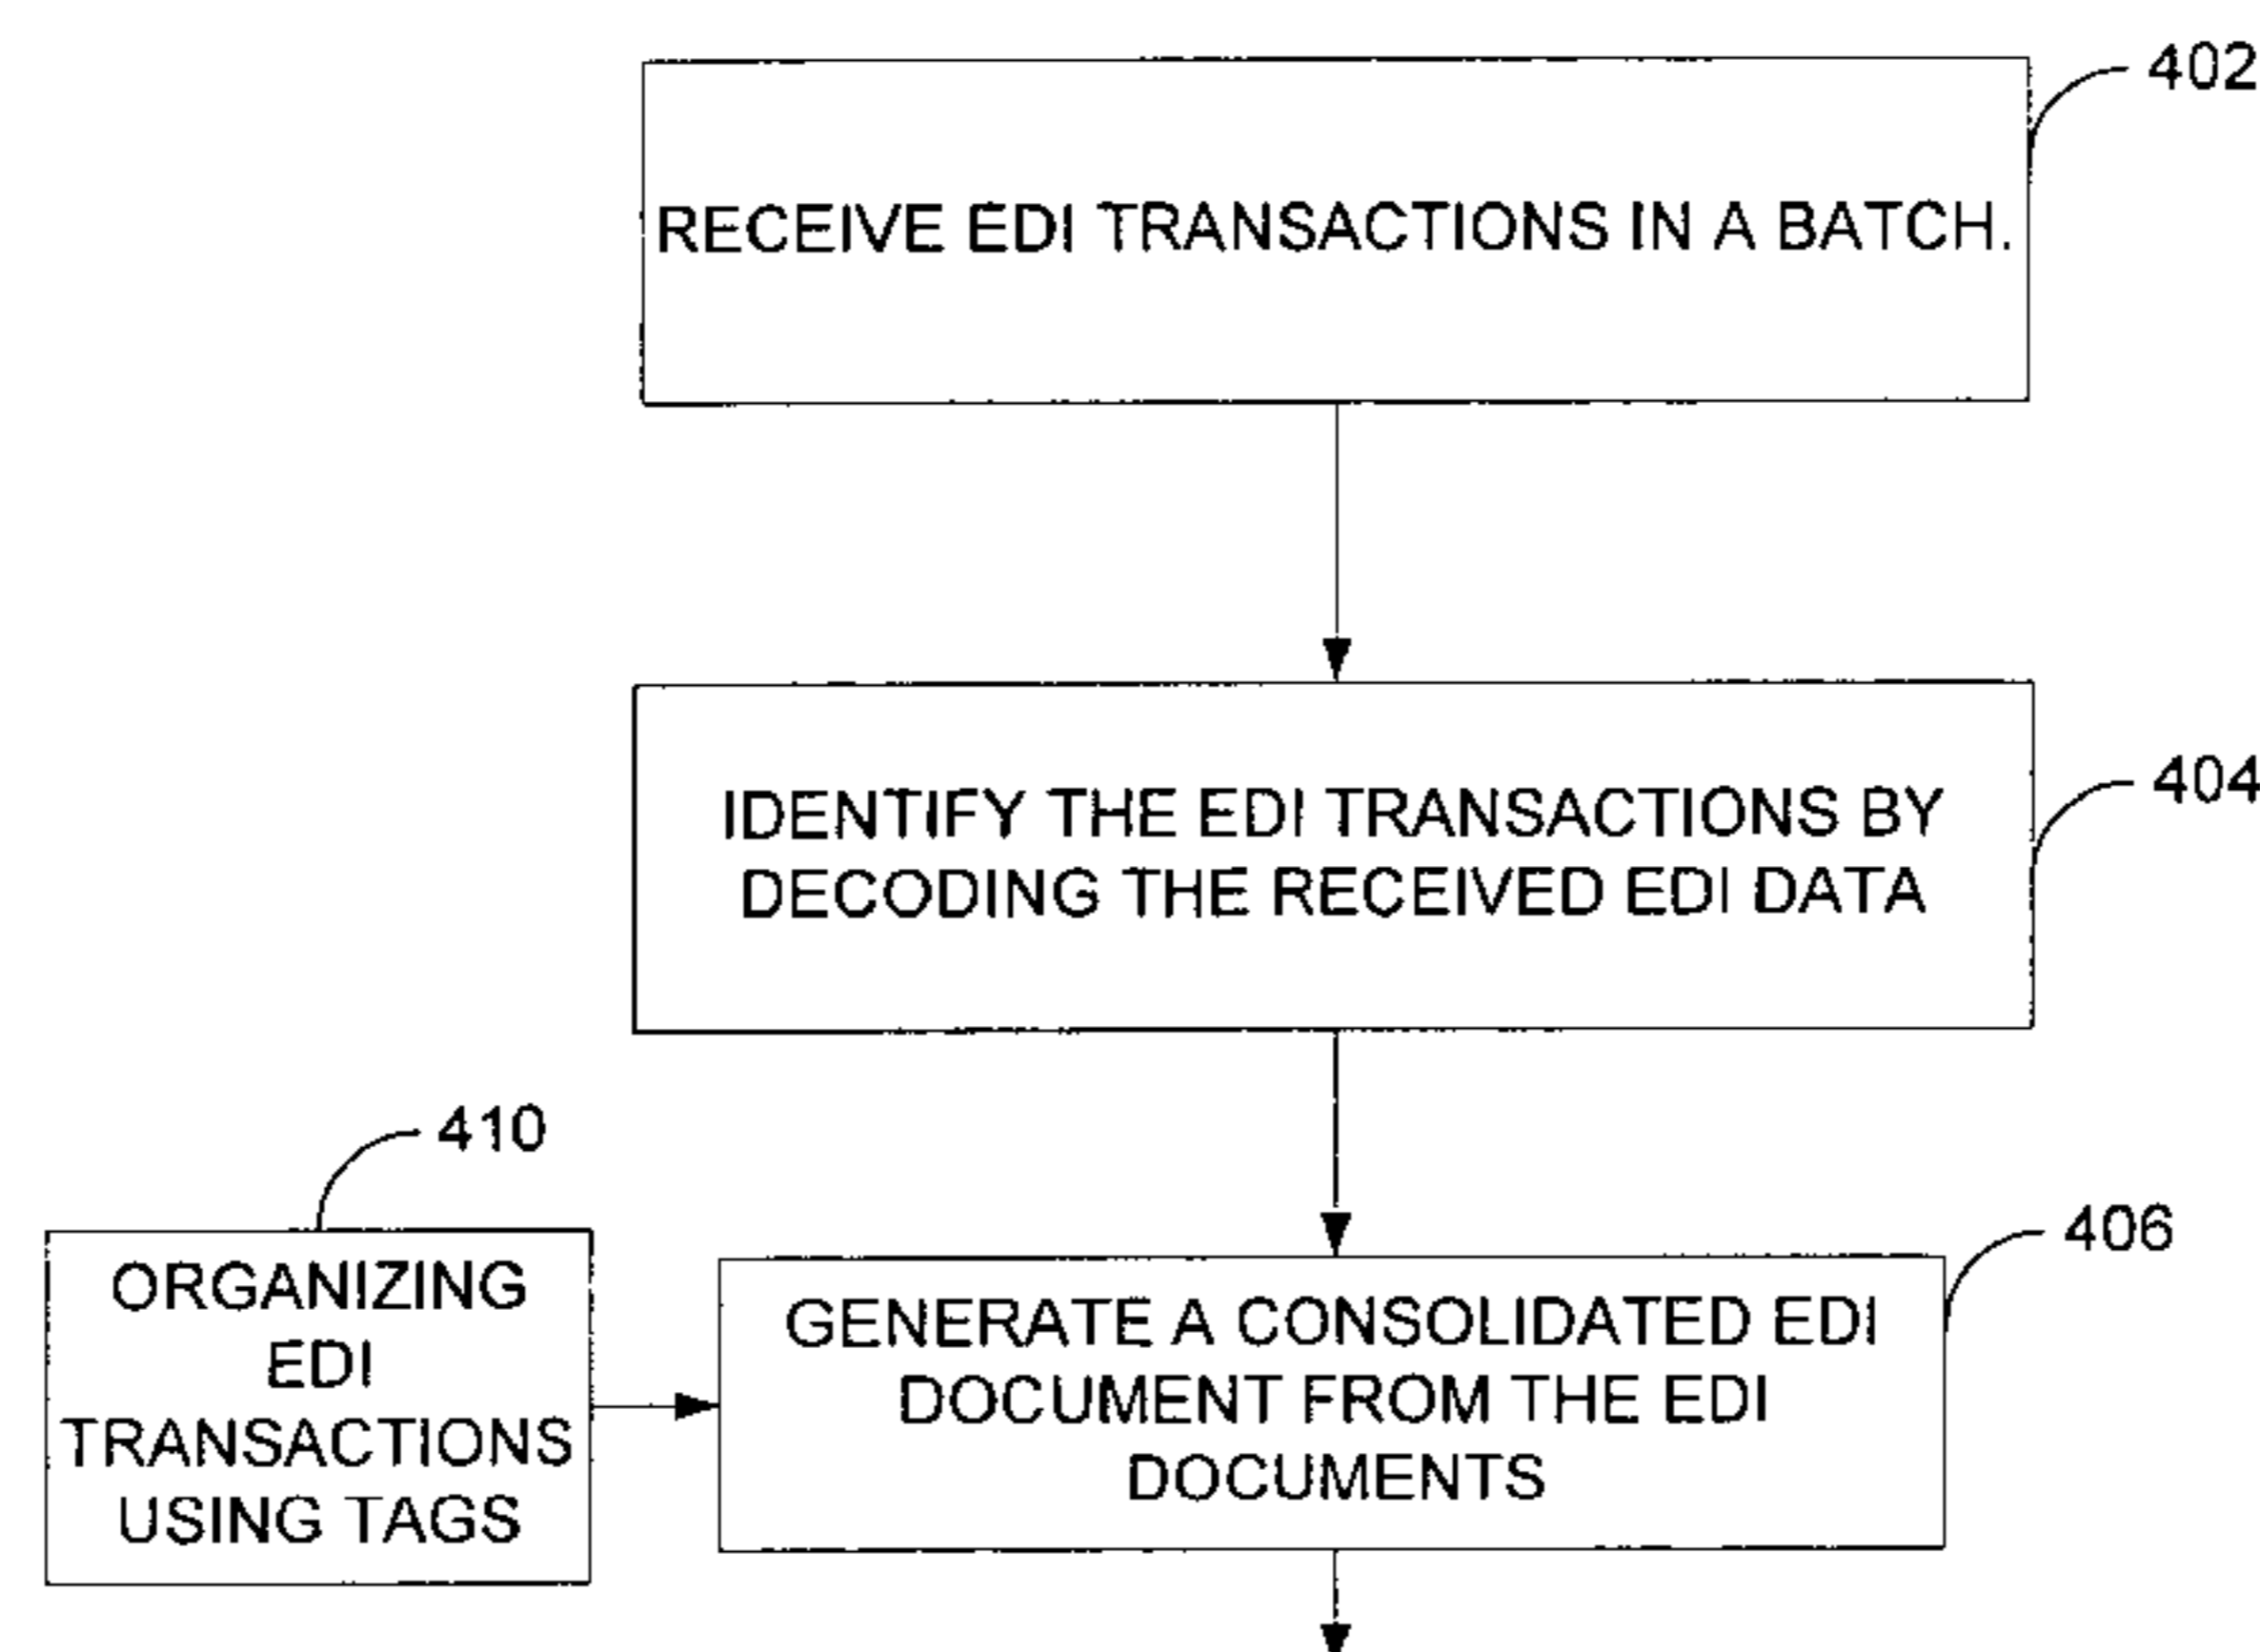 402
RECEIVE EDI TRANSACTIONS IN A BATCH.
404
IDENTIFY THE EDI TRANSACTIONS BY
DECODING THE RECEIVED EDI DATA
410
ORGANIZING
EDI
TRANSACTIONS
USING TAGS
406
GENERATE A CONSOLIDATED EDI
DOCUMENT FROM THE EDI
DOCUMENTS